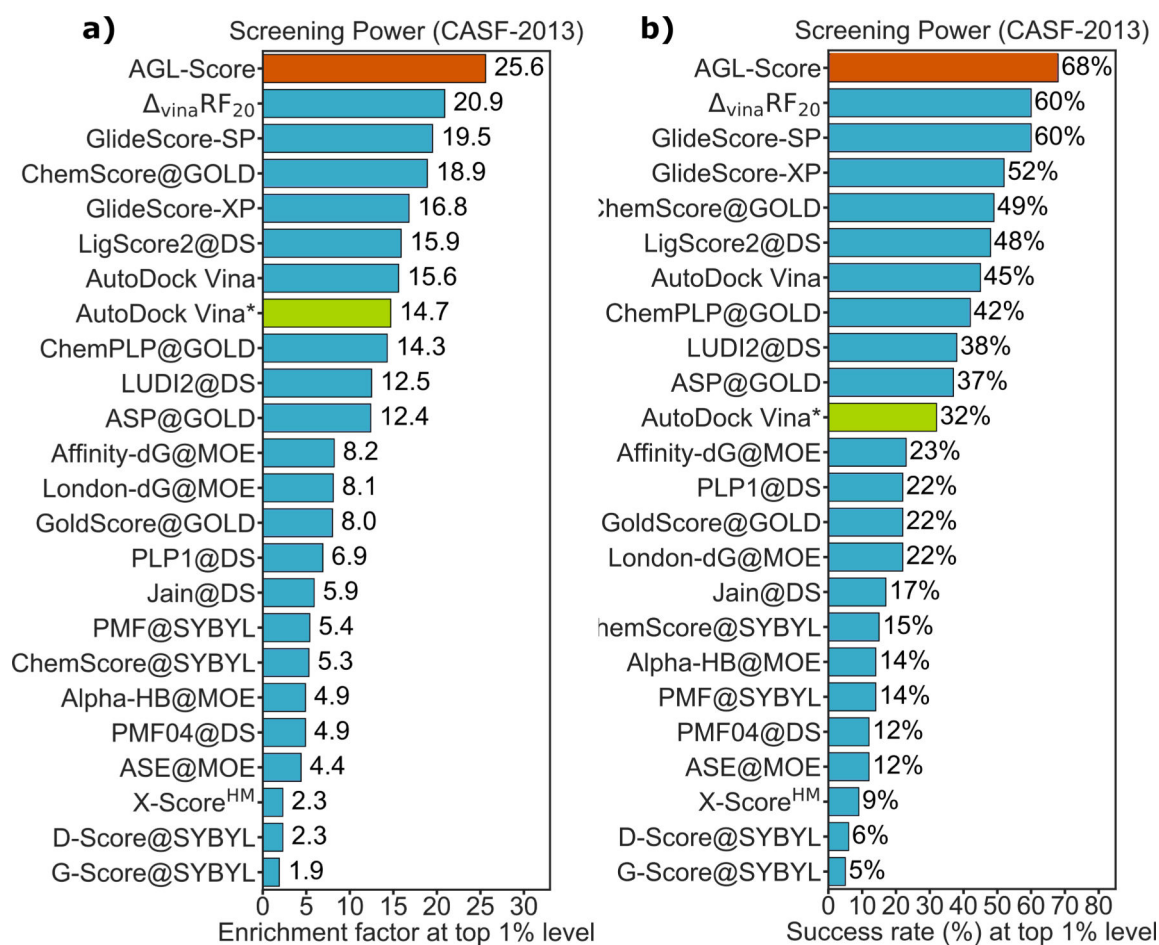 a)
Screening Power (CASF-2013)
AGL-Score 25.6
ΔvinaRF20 20.9
GlideScore-SP 19.5
ChemScore@GOLD 18.9
GlideScore-XP 16.8
LigScore2@DS 15.9
AutoDock Vina 15.6
AutoDock Vina* 14.7
ChemPLP@GOLD 14.3
LUDI2@DS 12.5
ASP@GOLD 12.4
Affinity-dG@MOE 8.2
London-dG@MOE 8.1
GoldScore@GOLD 8.0
PLP1@DS 6.9
Jain@DS 5.9
PMF@SYBYL 5.4
ChemScore@SYBYL 5.3
Alpha-HB@MOE 4.9
PMF04@DS 4.9
ASE@MOE 4.4
X-Score^HM 2.3
D-Score@SYBYL 2.3
G-Score@SYBYL 1.9
0 5 10 15 20 25 30
Enrichment factor at top 1% level
b)
Screening Power (CASF-2013)
AGL-Score 68%
ΔvinaRF20 60%
GlideScore-SP 60%
GlideScore-XP 52%
ChemScore@GOLD 49%
LigScore2@DS 48%
AutoDock Vina 45%
ChemPLP@GOLD 42%
LUDI2@DS 38%
ASP@GOLD 37%
AutoDock Vina* 32%
Affinity-dG@MOE 23%
PLP1@DS 22%
GoldScore@GOLD 22%
London-dG@MOE 22%
Jain@DS 17%
hemScore@SYBYL 15%
Alpha-HB@MOE 14%
PMF@SYBYL 14%
PMF04@DS 12%
ASE@MOE 12%
X-Score^HM 9%
D-Score@SYBYL 6%
G-Score@SYBYL 5%
0 10 20 30 40 50 60 70 80
Success rate (%) at top 1% level